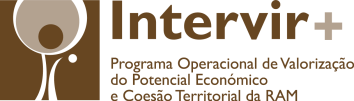 Intervir+
Programa Operacional de Valorização
do Potencial Económico
e Coesão Territorial da RAM